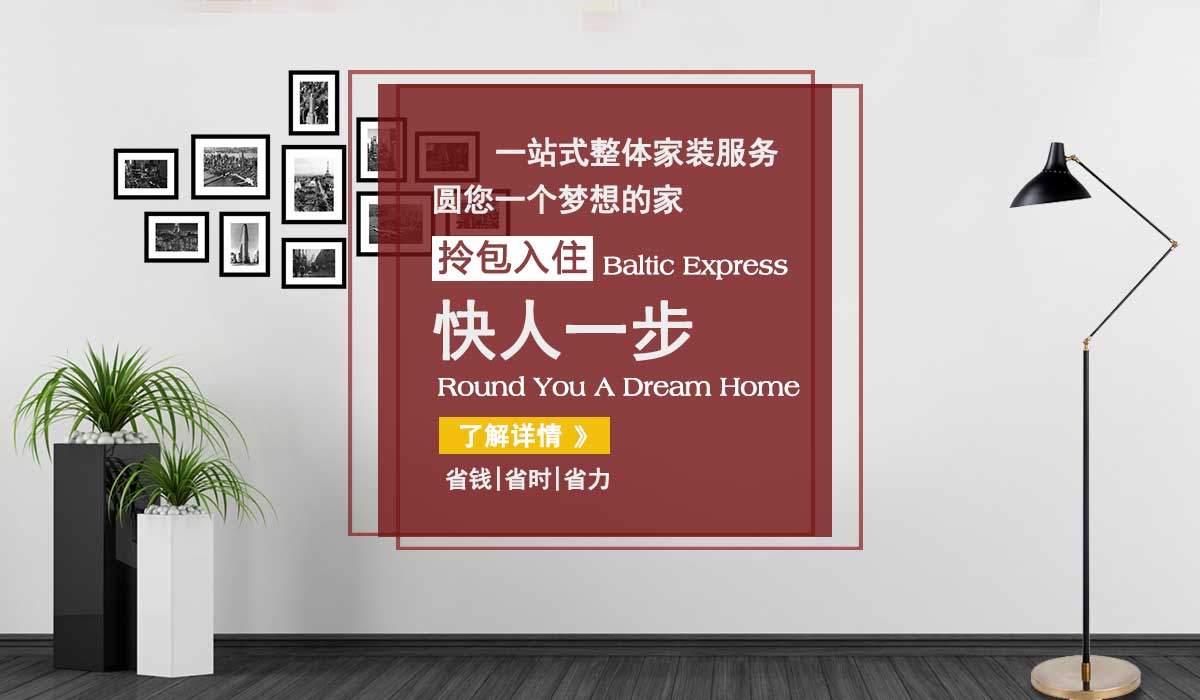 一站式整体家装服务
圆您一个梦想的家
拎包入住 Baltic Express
快人一步
Round You A Dream Home
了解详情 》
省钱|省时|省力